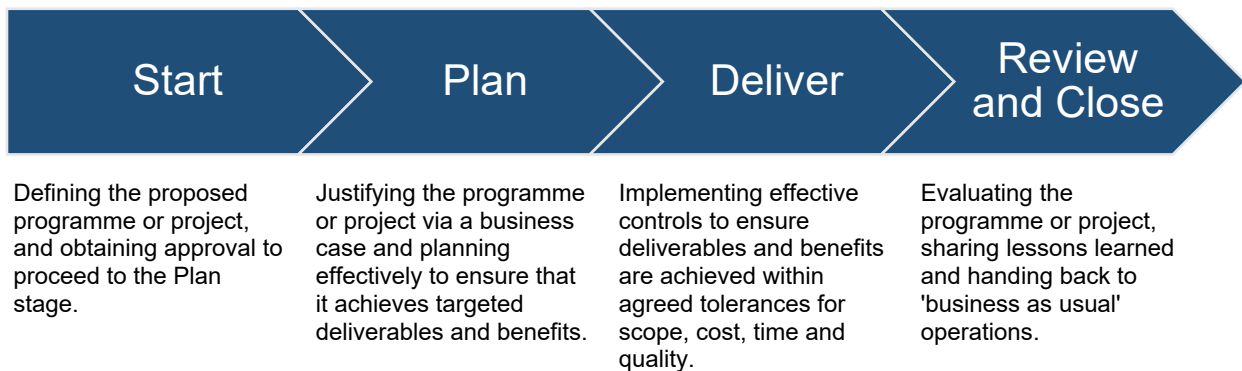 Start
Plan
Deliver
Review
and Close
Defining the proposed
programme or project,
and obtaining approval to
proceed to the Plan
stage.
Justifying the programme
or project via a business
case and planning
effectively to ensure that
it achieves targeted
deliverables and benefits.
Implementing effective
controls to ensure
deliverables and benefits
are achieved within
agreed tolerances for
scope, cost, time and
quality.
Evaluating the
programme or project,
sharing lessons learned
and handing back to
'business as usual'
operations.